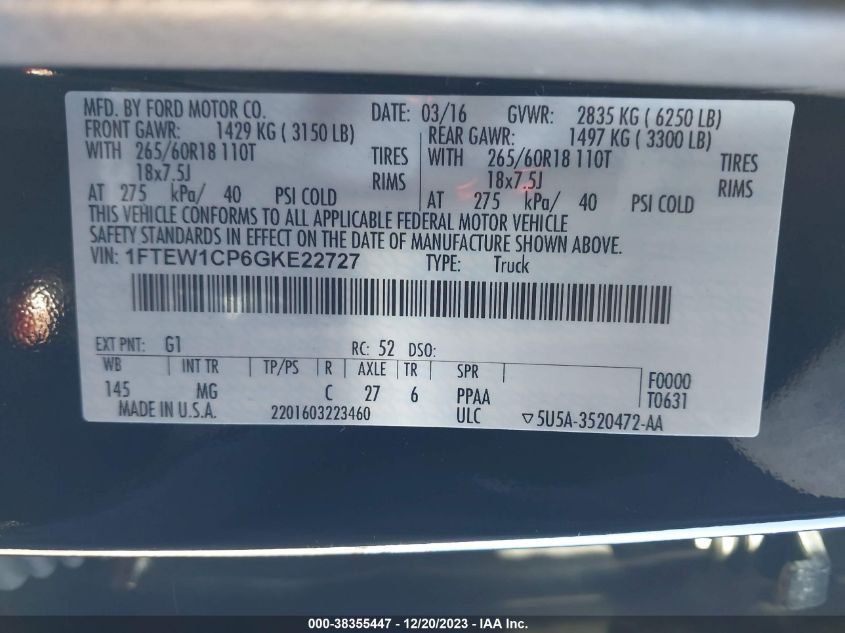 MFD. BY FORD MOTOR CO. DATE: 03/16 GVWR: 2835 KG ( 6250 LB)
FRONT GAWR: 1429 KG ( 3150 LB) REAR GAWR: 1497 KG ( 3300 LB)
WITH 265/60R18 110T TIRES WITH 265/60R18 110T TIRES
18x7.5J RIMS 18x7.5J RIMS
AT 275 kPa/ 40 PSI COLD AT 275 kPa/ 40 PSI COLD
THIS VEHICLE CONFORMS TO ALL APPLICABLE FEDERAL MOTOR VEHICLE
SAFETY STANDARDS IN EFFECT ON THE DATE OF MANUFACTURE SHOWN ABOVE.
VIN: 1FTEW1CP6GKE22727 TYPE: Truck
EXT PNT: G1 RC: 52 DSO:
WB INT TR TP/PS R AXLE TR SPR F0000
145 MG C 27 6 PPAA T0631
MADE IN U.S.A. 2201603223460 ULC ▽5U5A-3520472-AA
000-38355447 - 12/20/2023 - IAA Inc.